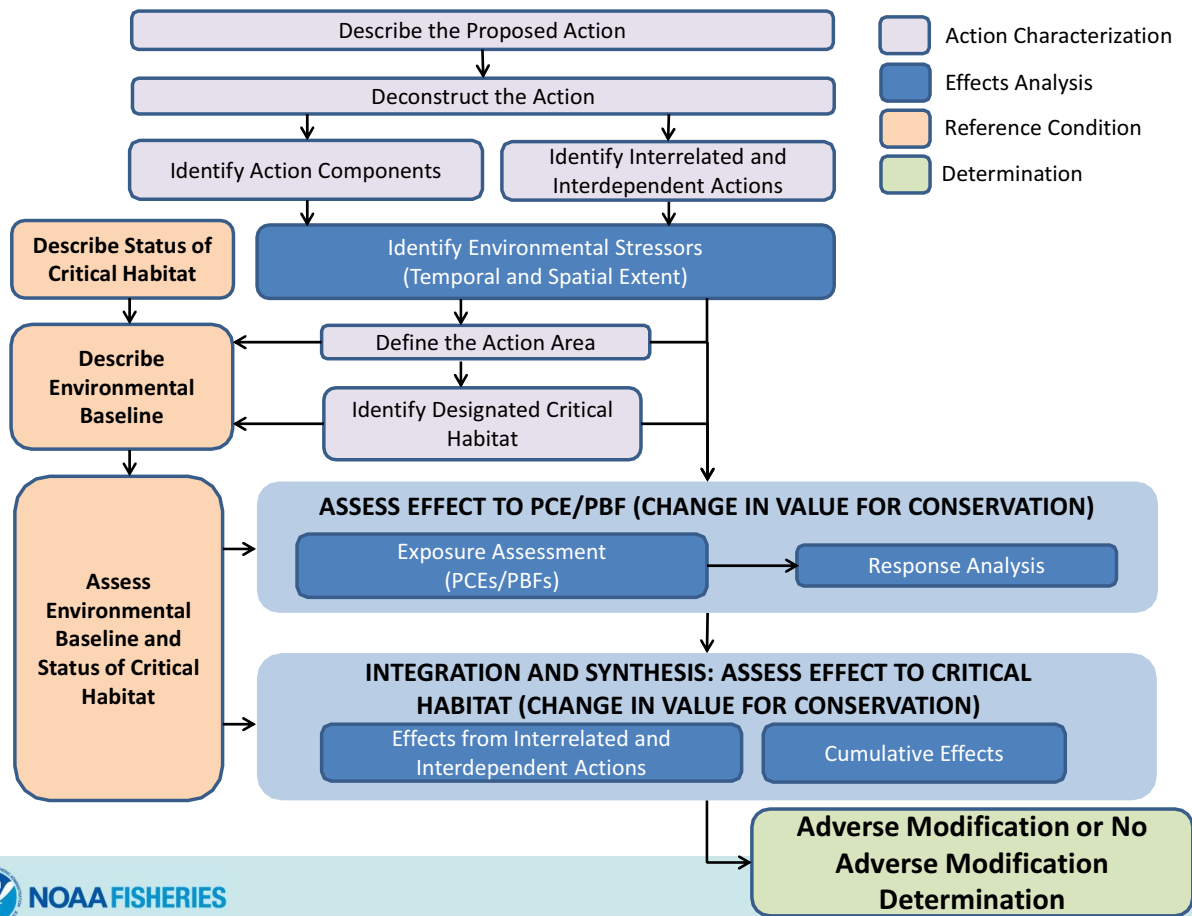 Describe the Proposed Action
Deconstruct the Action
Identify Action Components
Identify Interrelated and
Interdependent Actions
Action Characterization
Effects Analysis
Reference Condition
Determination
Describe Status of
Critical Habitat
Identify Environmental Stressors
(Temporal and Spatial Extent)
Describe
Environmental
Baseline
Define the Action Area
Identify Designated Critical
Habitat
Assess
Environmental
Baseline and
Status of Critical
Habitat
ASSESS EFFECT TO PCE/PBF (CHANGE IN VALUE FOR CONSERVATION)
Exposure Assessment
(PCEs/PBFs)
Response Analysis
INTEGRATION AND SYNTHESIS: ASSESS EFFECT TO CRITICAL
HABITAT (CHANGE IN VALUE FOR CONSERVATION)
Effects from Interrelated and
Interdependent Actions
Cumulative Effects
Adverse Modification or No
Adverse Modification
Determination
NOAA FISHERIES